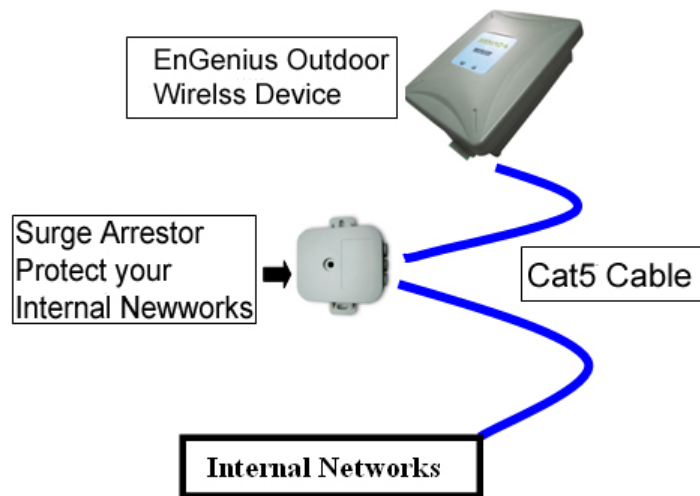 EnGenius Outdoor
Wirelss Device
Surge Arrestor
Protect your
Internal Newworks
Cat5 Cable
Internal Networks